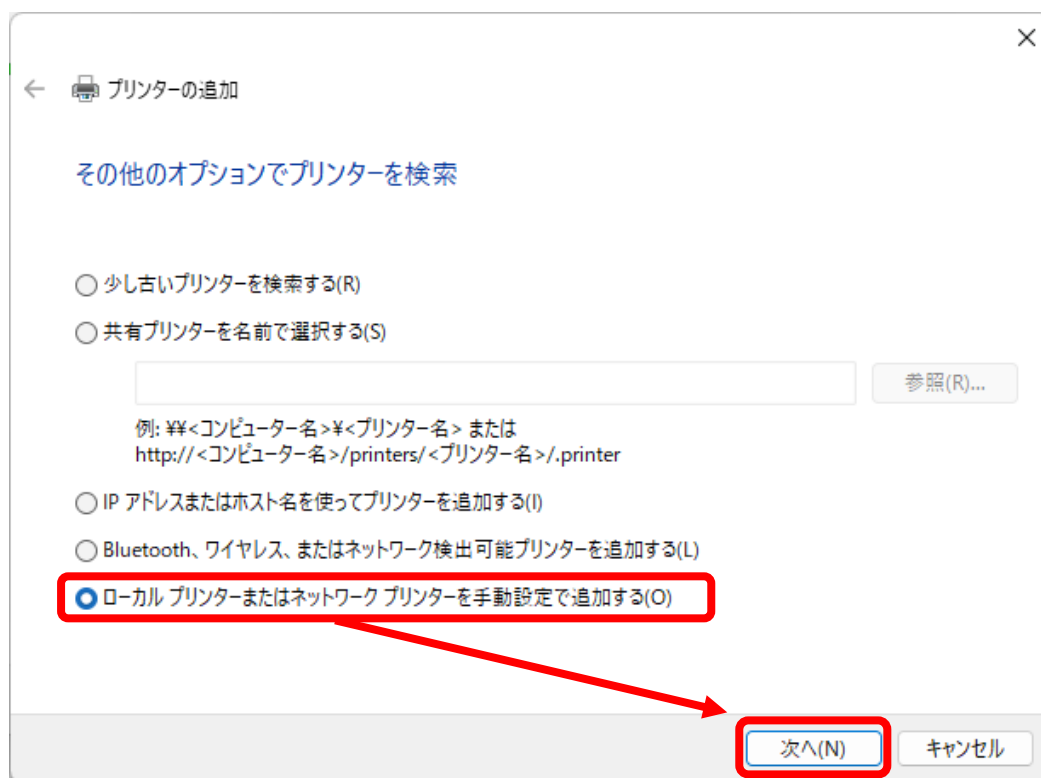 プリンターの追加
その他のオプションでプリンターを検索
少し古いプリンターを検索する(R)
共有プリンターを名前で選択する(S)
参照(R)...
例: ¥¥<コンピューター名>¥<プリンター名> または
http://<コンピューター名>/printers/<プリンター名>/.printer
IP アドレスまたはホスト名を使ってプリンターを追加する(I)
Bluetooth、ワイヤレス、またはネットワーク検出可能プリンターを追加する(L)
ローカル プリンターまたはネットワーク プリンターを手動設定で追加する(O)
次へ(N) キャンセル